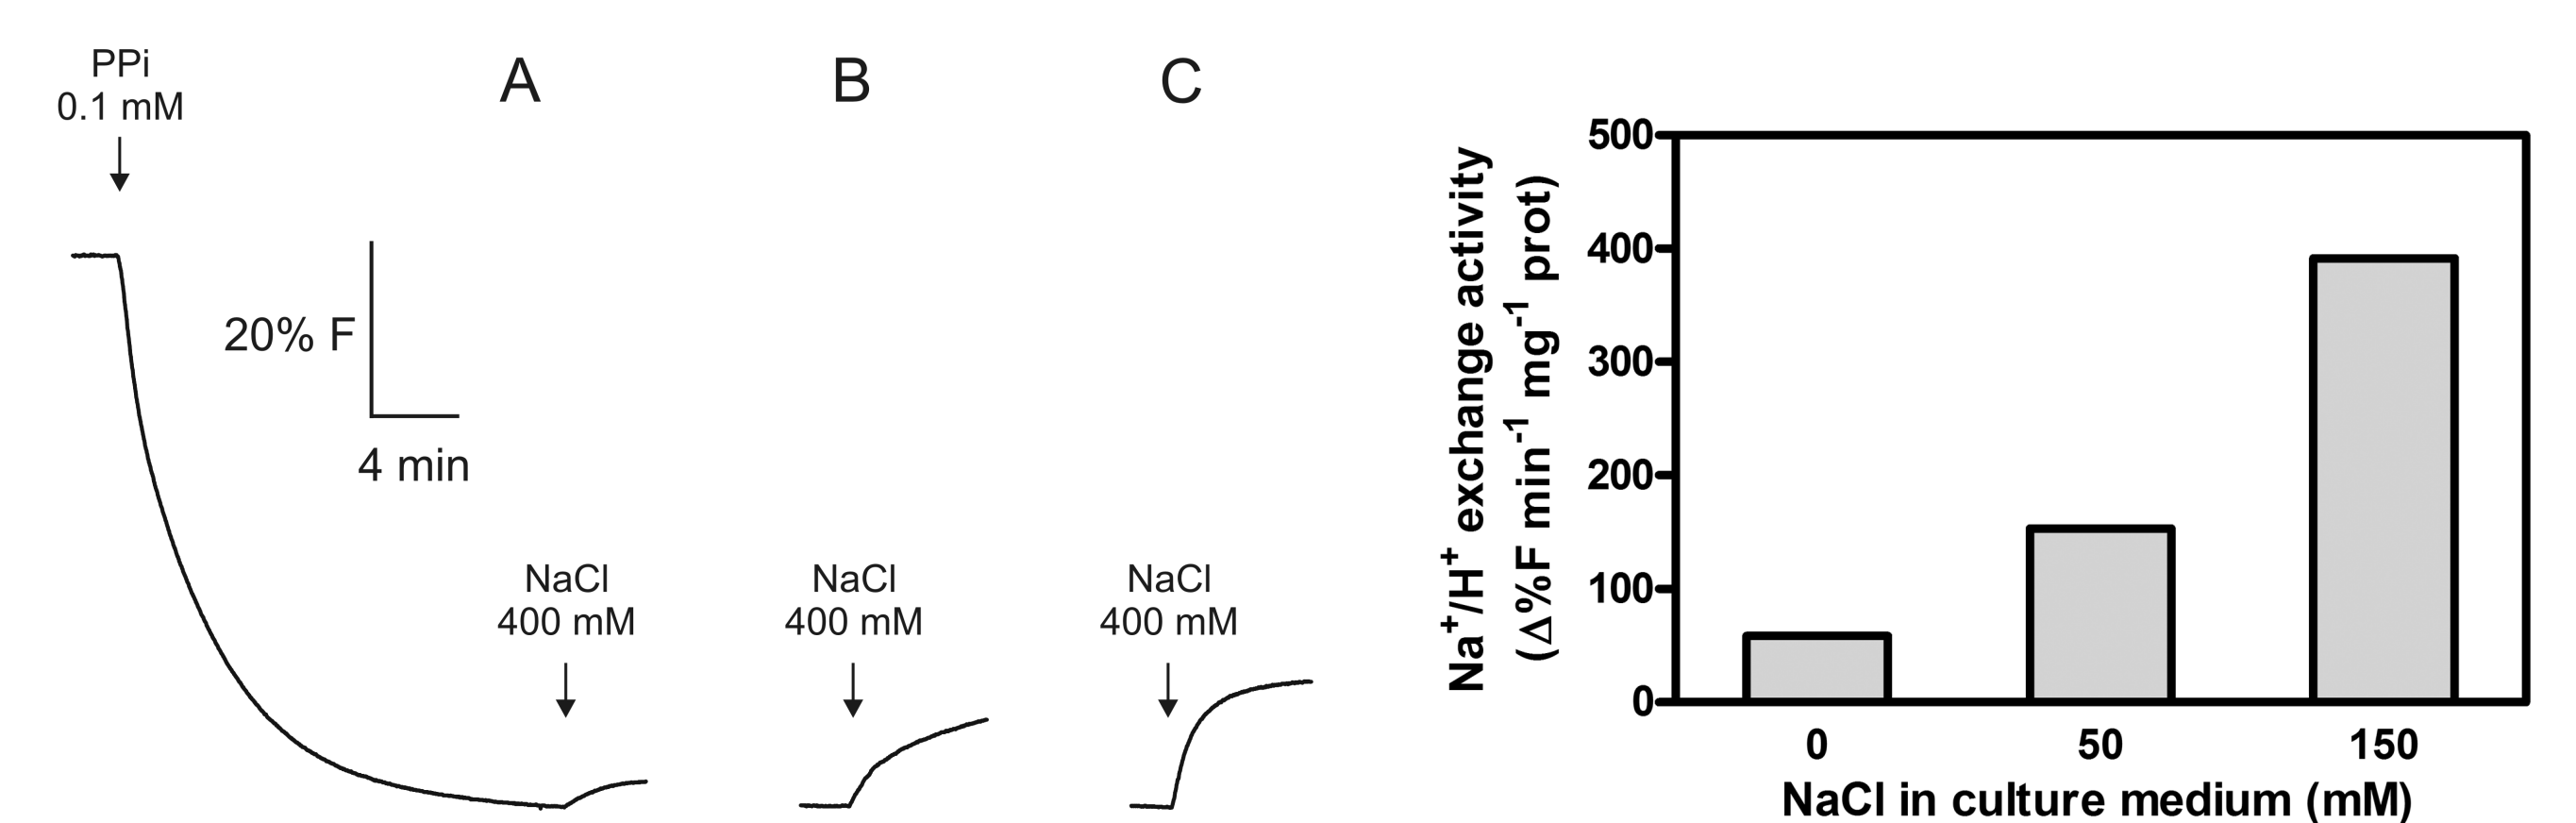 PPi
0.1 mM
A
B
C
20% F
4 min
NaCl
400 mM
NaCl
400 mM
NaCl
400 mM
Na⁺/H⁺ exchange activity
(Δ%F min⁻¹ mg⁻¹ prot)
500
400
300
200
100
0
0
50
150
NaCl in culture medium (mM)